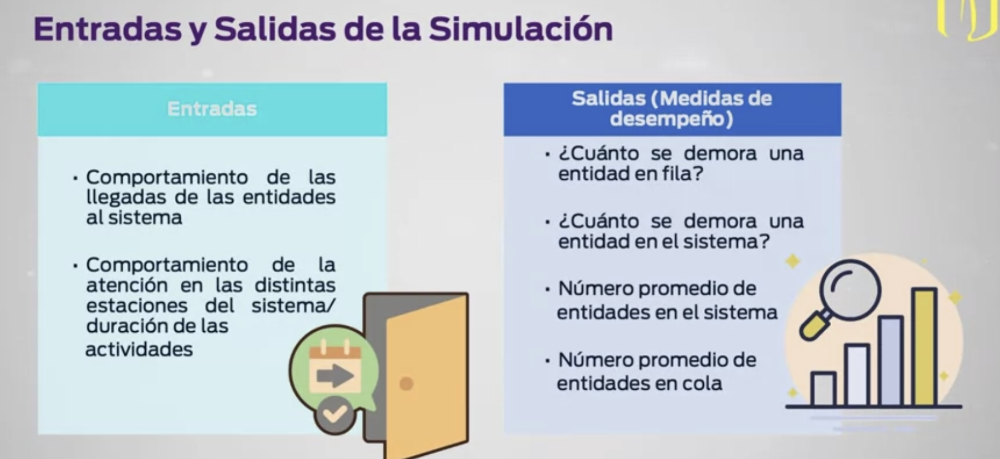 Entradas y Salidas de la Simulación
Entradas
· Comportamiento de las
llegadas de las entidades
al sistema
· Comportamiento de la
atención en las distintas
estaciones del sistema/
duración de las
actividades
Salidas (Medidas de
desempeño)
· ¿Cuánto se demora una
entidad en fila?
· ¿Cuánto se demora una
entidad en el sistema?
· Número promedio de
entidades en el sistema
· Número promedio de
entidades en cola